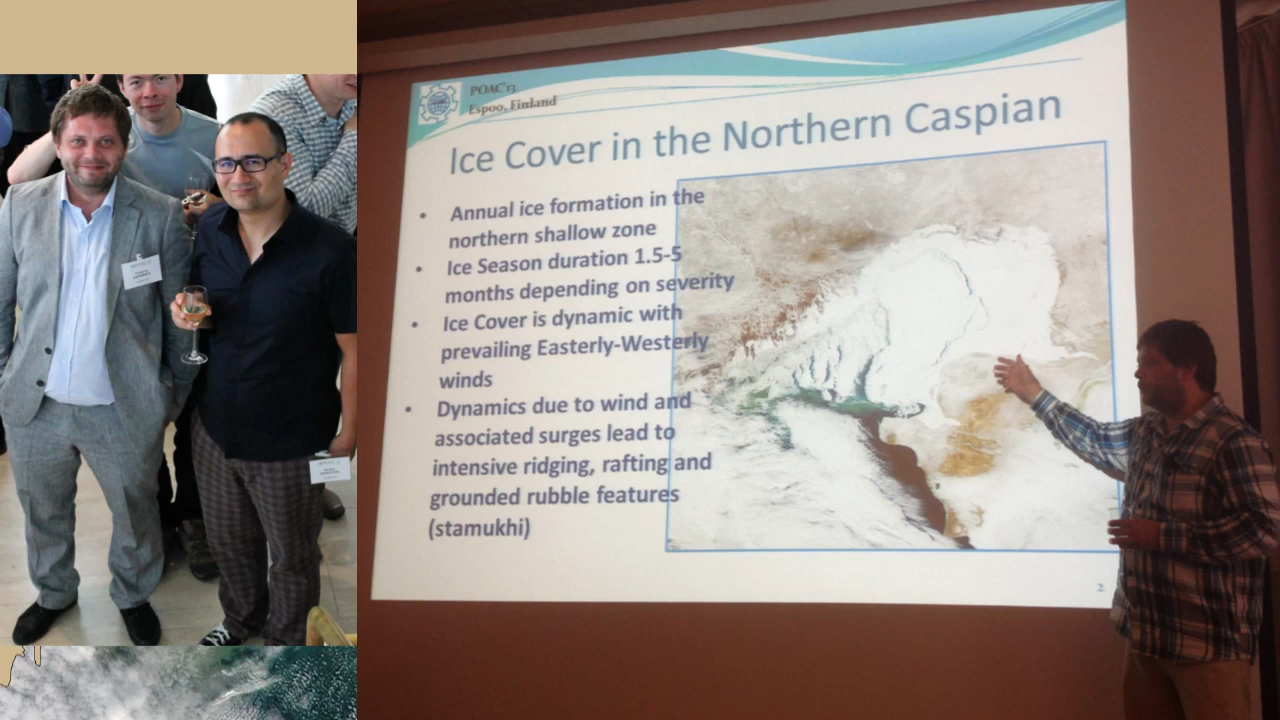 POAC'13
Espoo, Finland
Ice Cover in the Northern Caspian
• Annual ice formation in the
northern shallow zone
• Ice Season duration 1.5-5
months depending on severity
• Ice Cover is dynamic with
prevailing Easterly-Westerly
winds
• Dynamics due to wind and
associated surges lead to
intensive ridging, rafting and
grounded rubble features
(stamukhi)
2